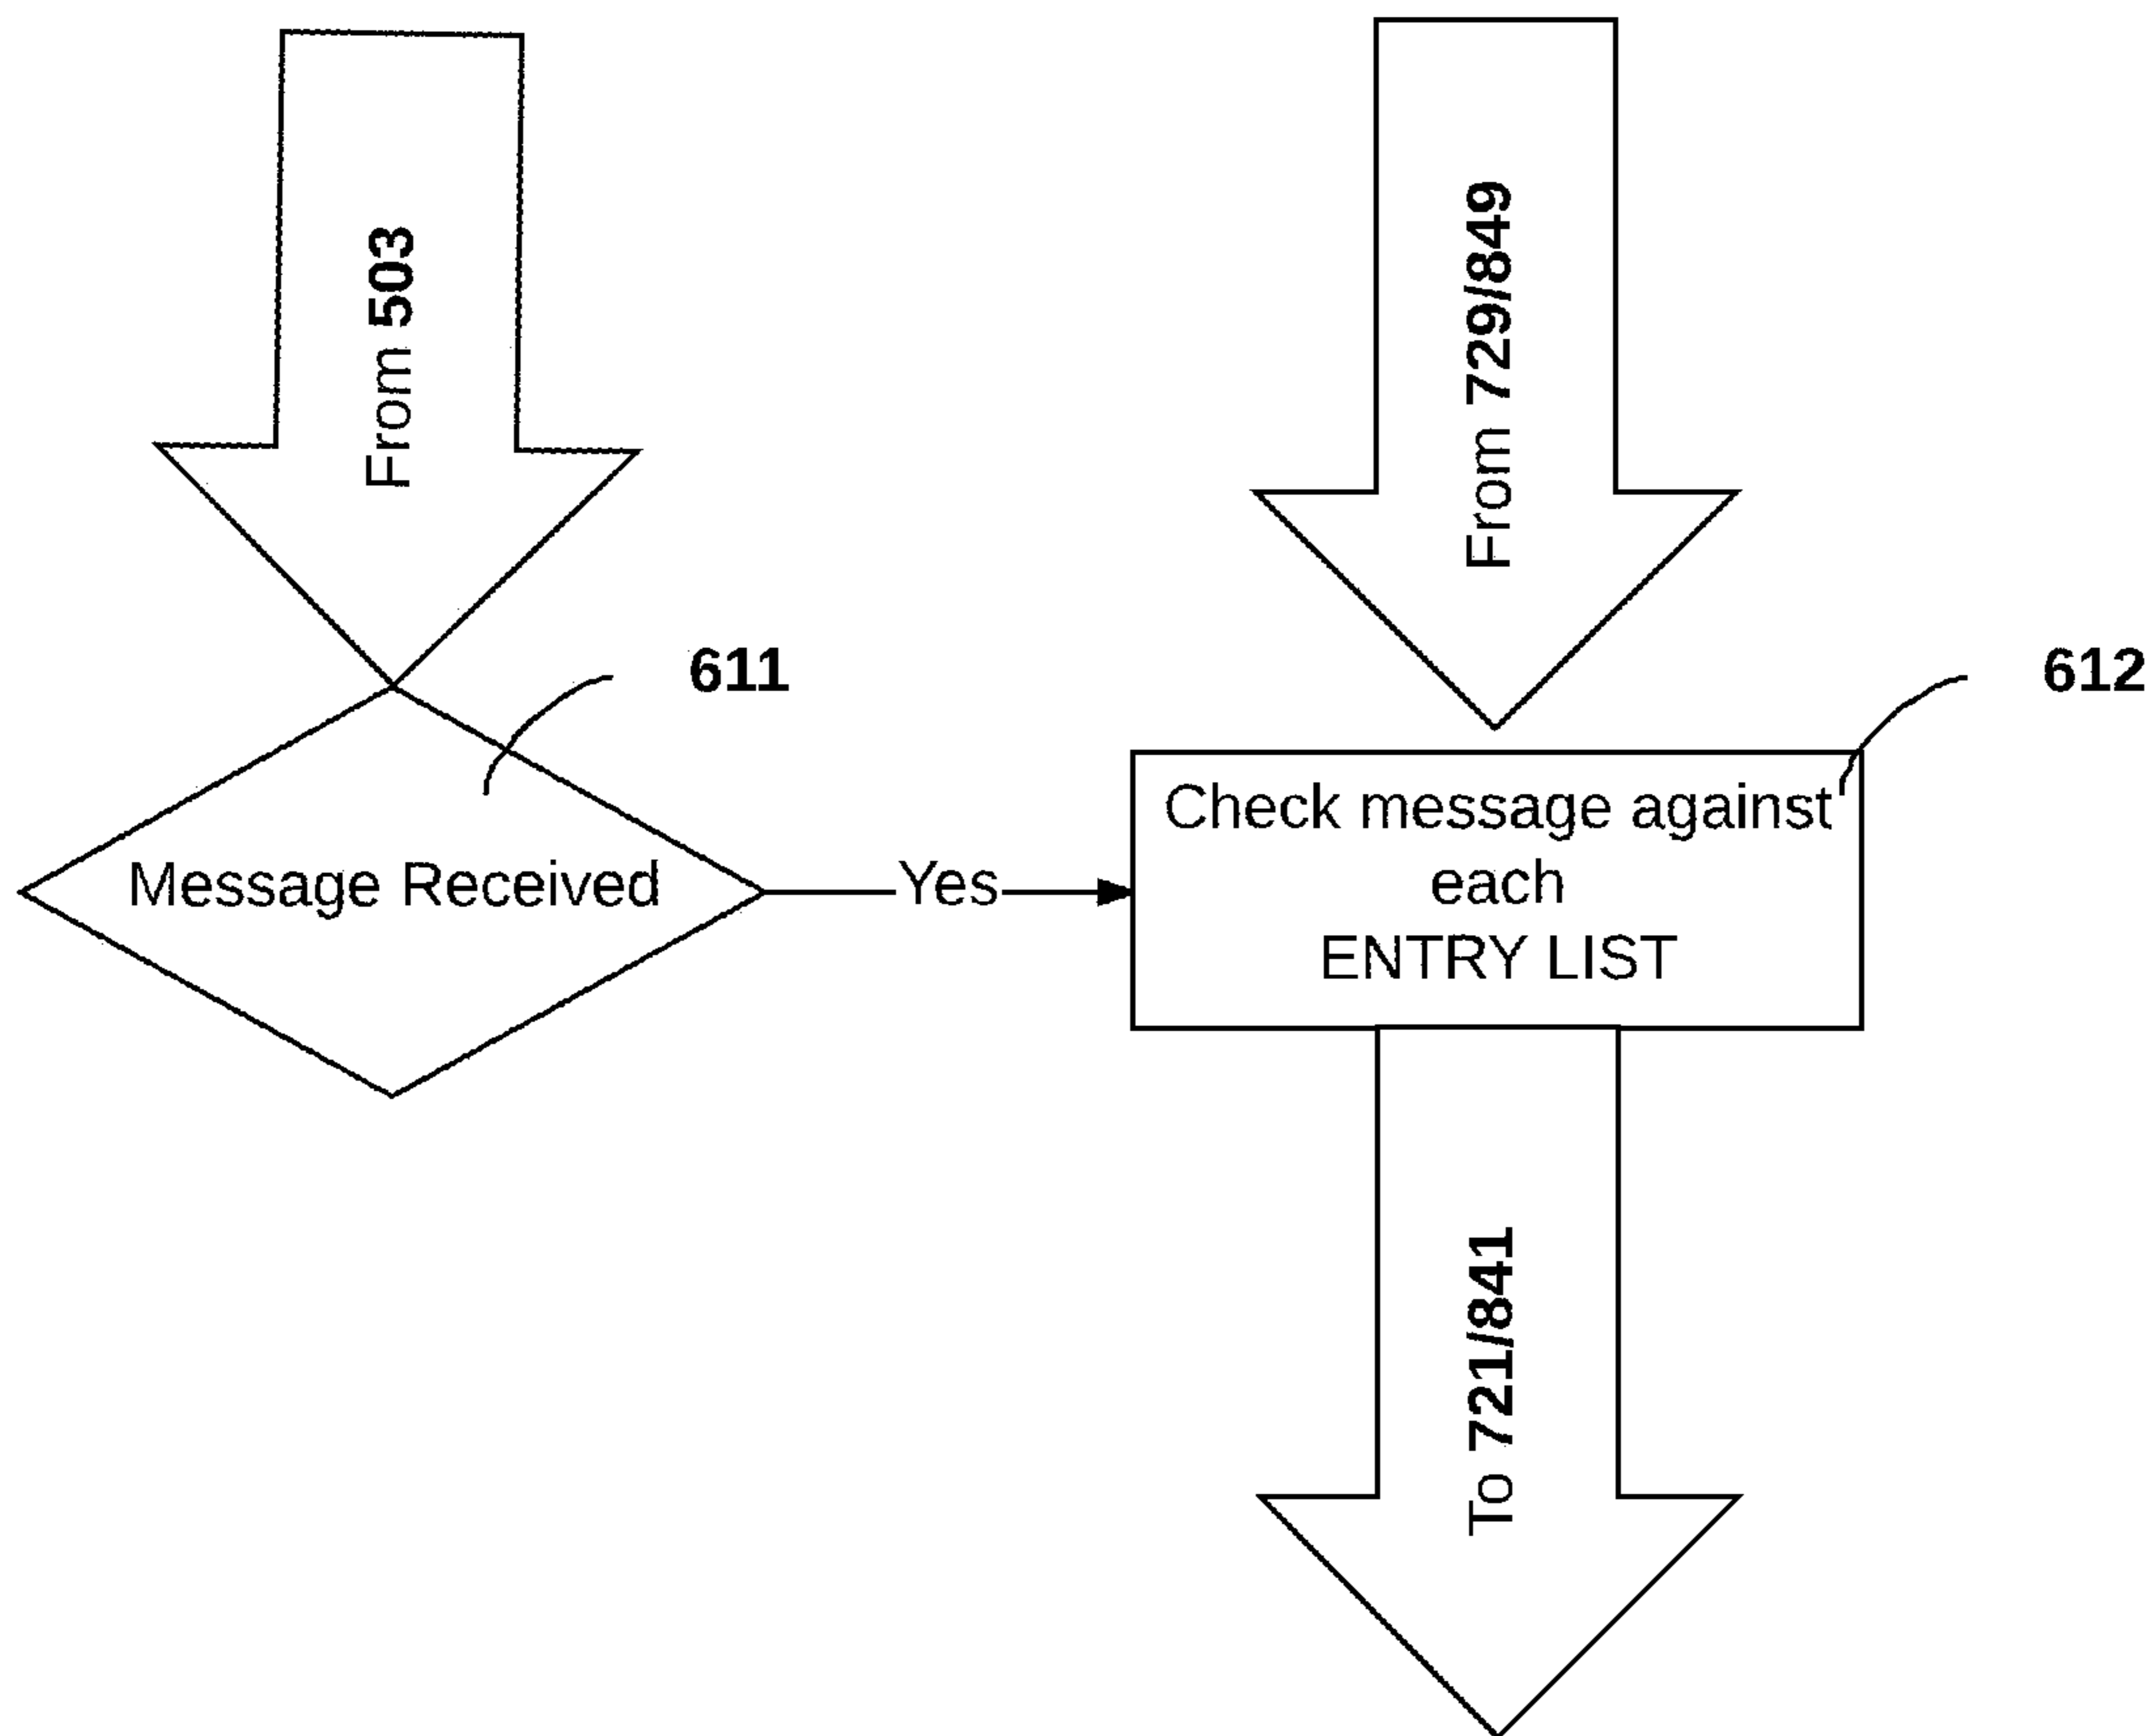 From 503
From 729/849
611
612
Message Received
Yes
Check message against
each
ENTRY LIST
To 721/841